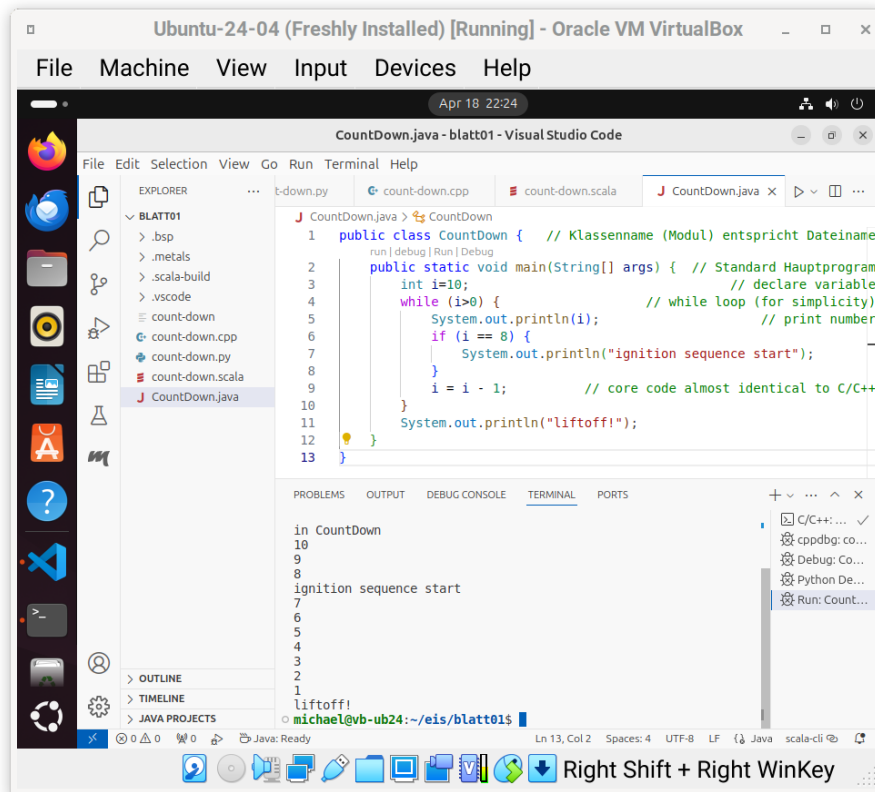 Ubuntu-24-04 (Freshly Installed) [Running] - Oracle VM VirtualBox
File Machine View Input Devices Help
Apr 18 22:24
CountDown.java - blatt01 - Visual Studio Code
File Edit Selection View Go Run Terminal Help
EXPLORER ··· t-down.py count-down.cpp count-down.scala J CountDown.java
BLATT01
.bsp
.metals
.scala-build
.vscode
count-down
count-down.cpp
count-down.py
count-down.scala
J CountDown.java
J CountDown.java > CountDown
1 public class CountDown { // Klassenname (Modul) entspricht Dateiname
run | debug | Run | Debug
2 public static void main(String[] args) { // Standard Hauptprogram
3 int i=10; // declare variable
4 while (i>0) { // while loop (for simplicity)
5 System.out.println(i); // print number
6 if (i == 8) {
7 System.out.println("ignition sequence start");
8 }
9 i = i - 1; // core code almost identical to C/C++
10 }
11 System.out.println("liftoff!");
12 }
13 }
PROBLEMS OUTPUT DEBUG CONSOLE TERMINAL PORTS
in CountDown
10
9
8
ignition sequence start
7
6
5
4
3
2
1
liftoff!
michael@vb-ub24:~/eis/blatt01$
C/C++: ...
cppdbg: co...
Debug: Co...
Python De...
Run: Count...
OUTLINE
TIMELINE
JAVA PROJECTS
0 0 0 Java: Ready Ln 13, Col 2 Spaces: 4 UTF-8 LF Java scala-cli
Right Shift + Right WinKey